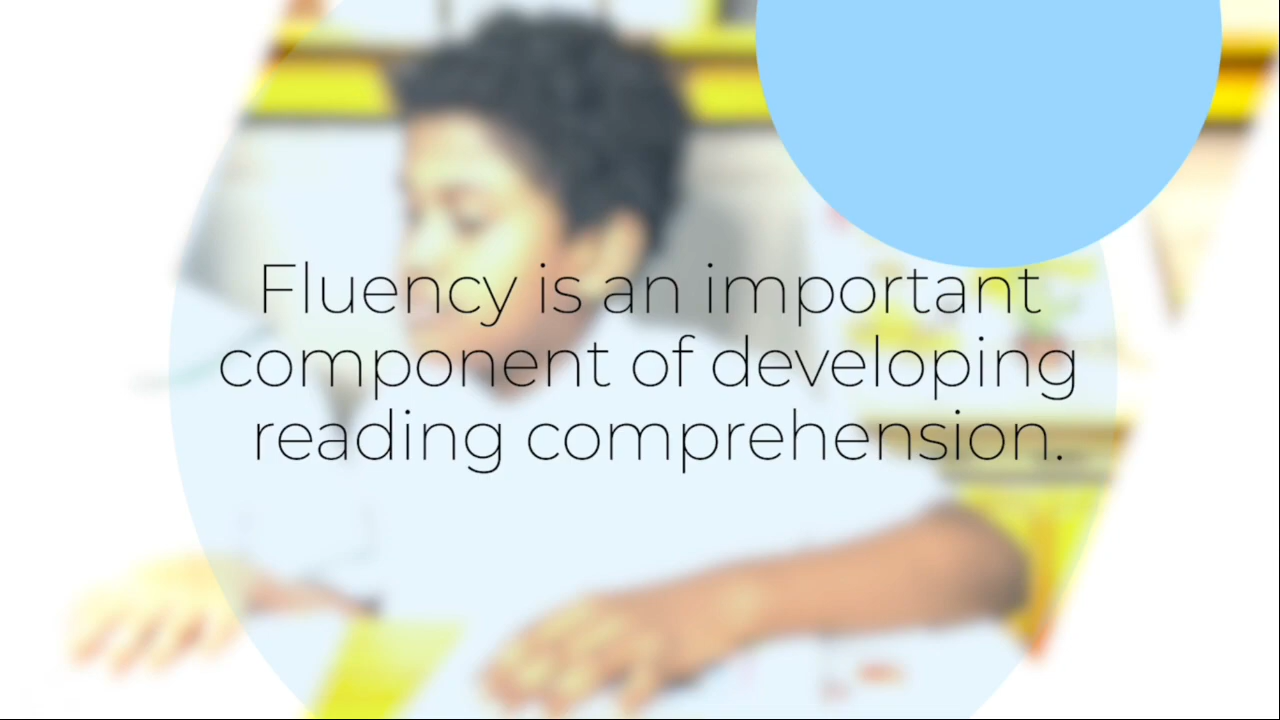 Fluency is an important
component of developing
reading comprehension.